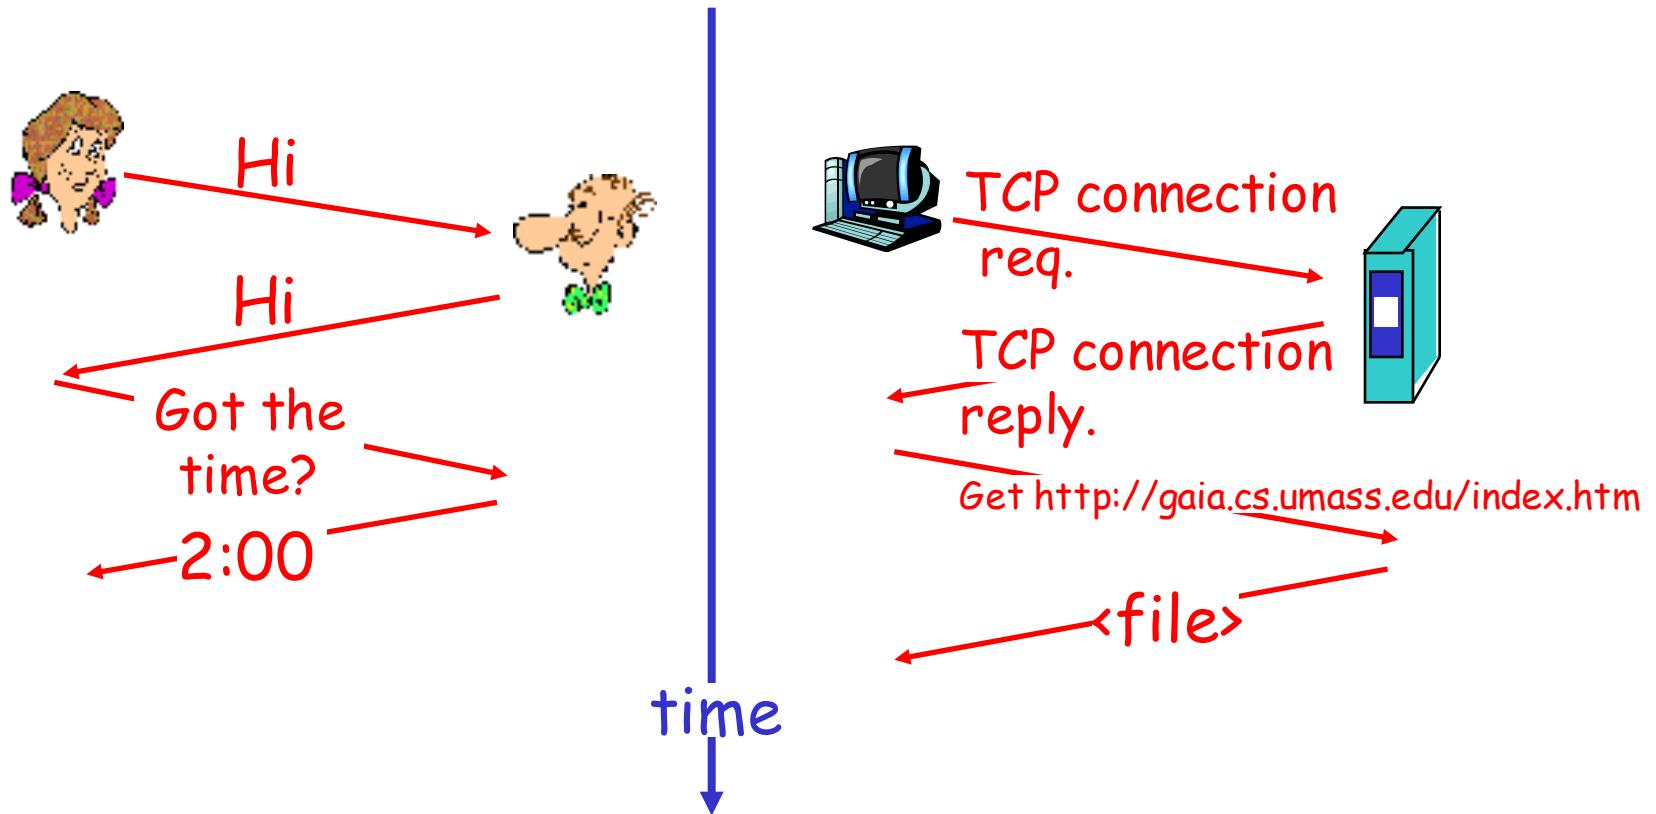 Hi
Hi
Got the
time?
2:00
time
TCP connection
req.
TCP connection
reply.
Get http://gaia.cs.umass.edu/index.htm
<file>